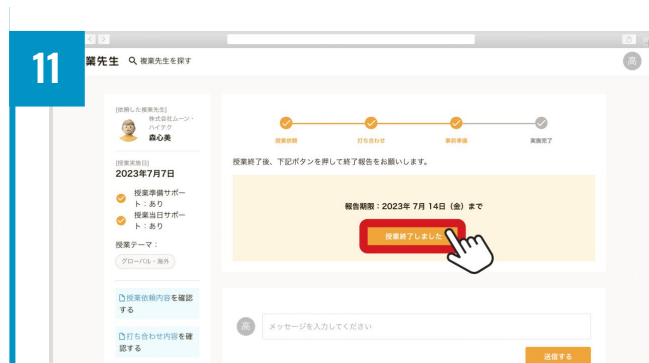 11
業先生 複業先生を探す
高
[依頼した複業先生]
株式会社ムーン・
ハイテク
森心美
[授業実施日]
2023年7月7日
授業準備サポー
ト：あり
授業当日サポー
ト：あり
授業テーマ：
グローバル・海外
授業依頼内容を確認
する
打ち合わせ内容を確
認する
授業依頼
打ち合わせ
事前準備
実施完了
授業終了後、下記ボタンを押して終了報告をお願いします。
報告期限：2023年 7月 14日（金）まで
授業終了しました
高
メッセージを入力してください
送信する